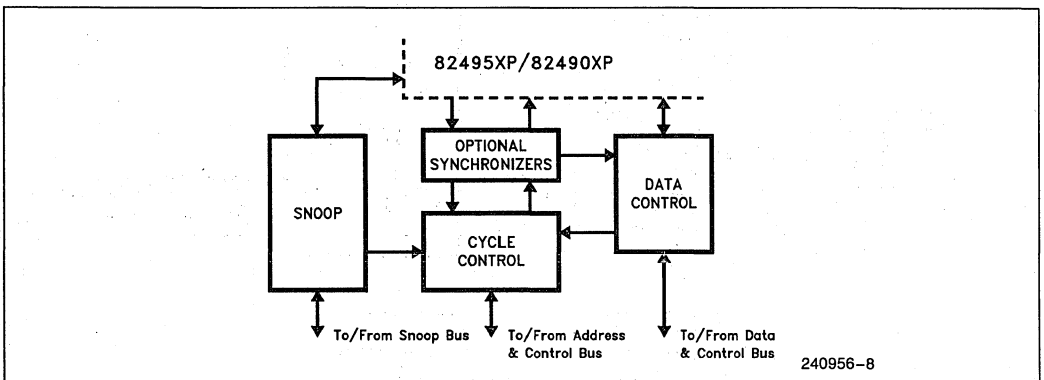 82495XP/82490XP
OPTIONAL
SYNCHRONIZERS
SNOOP
DATA
CONTROL
CYCLE
CONTROL
To/From Snoop Bus
To/From Address
& Control Bus
To/From Data
& Control Bus
240956-8